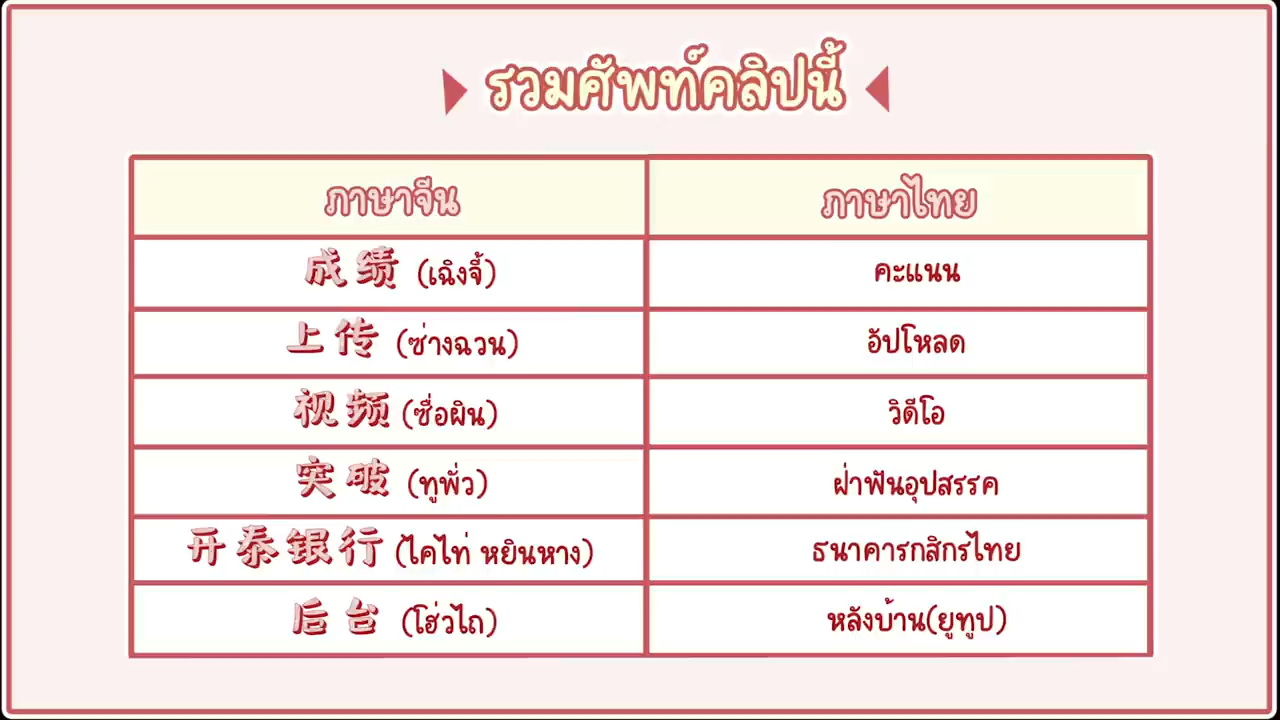 รวมศัพท์คลิปนี้
ภาษาจีน ภาษาไทย
成绩 (เฉิงจี้) คะแนน
上传 (ซ่างฉวน) อัปโหลด
视频 (ซื่อผิน) วิดีโอ
突破 (ทูพั่ว) ฝ่าฟันอุปสรรค
开泰银行 (ไคไท่ หยินหาง) ธนาคารกสิกรไทย
后台 (โฮ่วไถ) หลังบ้าน(ยูทูป)